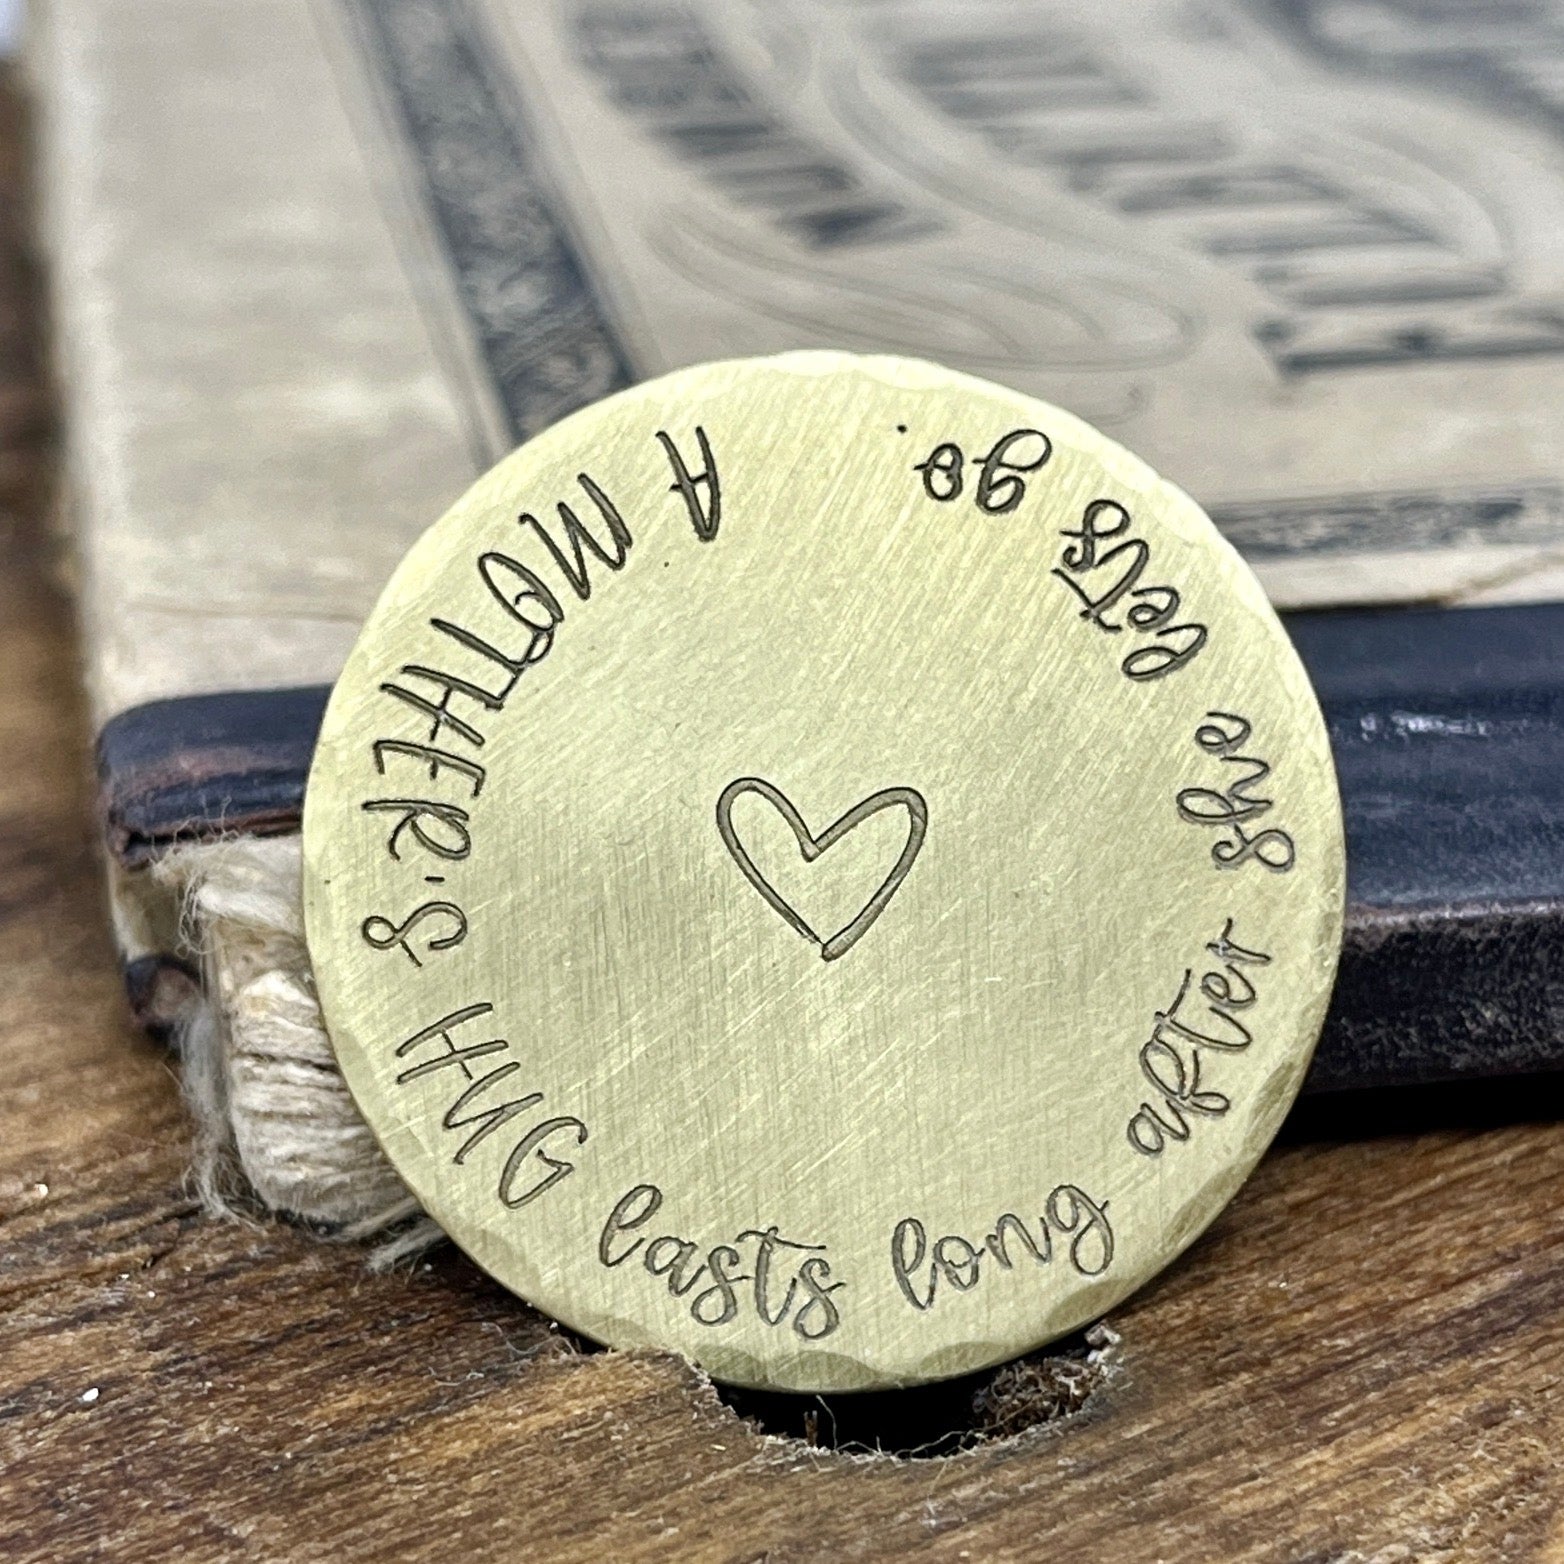 A MOTHER'S HUG lasts long after she lets go